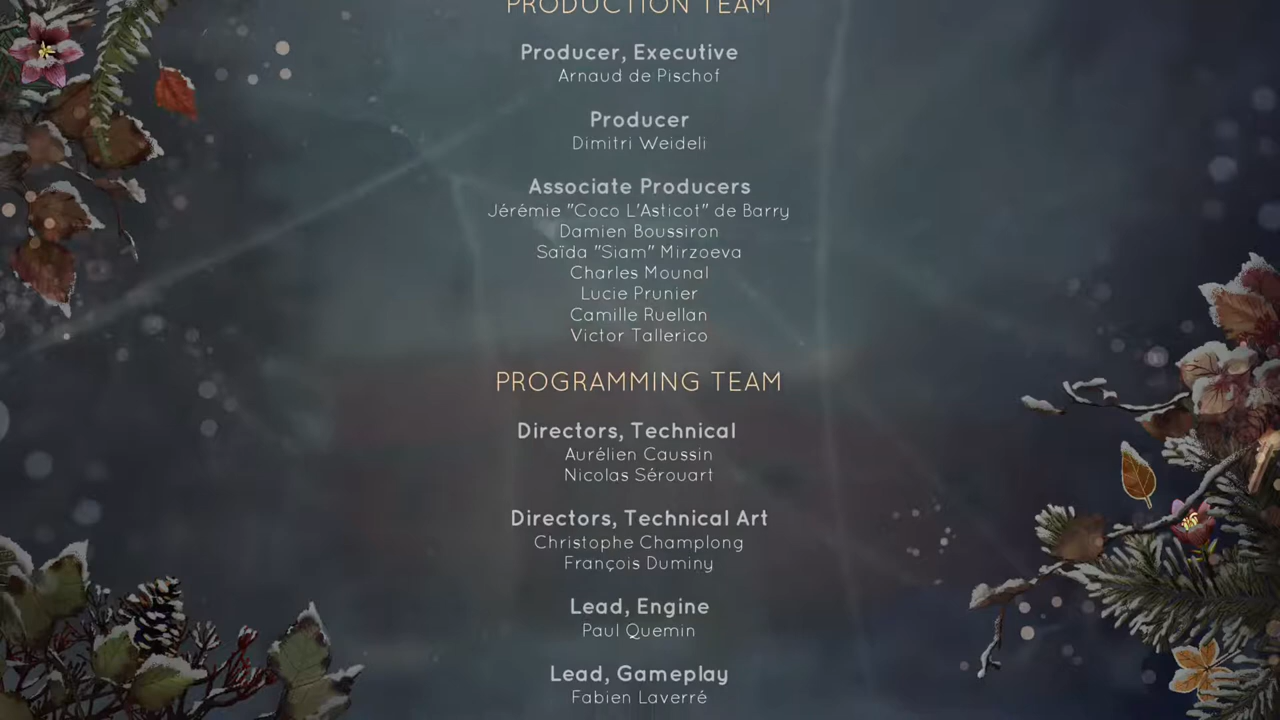 PRODUCTION TEAM
Producer, Executive
Arnaud de Pischof
Producer
Dimitri Weideli
Associate Producers
Jérémie "Coco L'Asticot" de Barry
Damien Boussiron
Saïda "Siam" Mirzoeva
Charles Mounal
Lucie Prunier
Camille Ruellan
Victor Tallerico
PROGRAMMING TEAM
Directors, Technical
Aurélien Caussin
Nicolas Sérouart
Directors, Technical Art
Christophe Champlong
François Duminy
Lead, Engine
Paul Quemin
Lead, Gameplay
Fabien Laverré